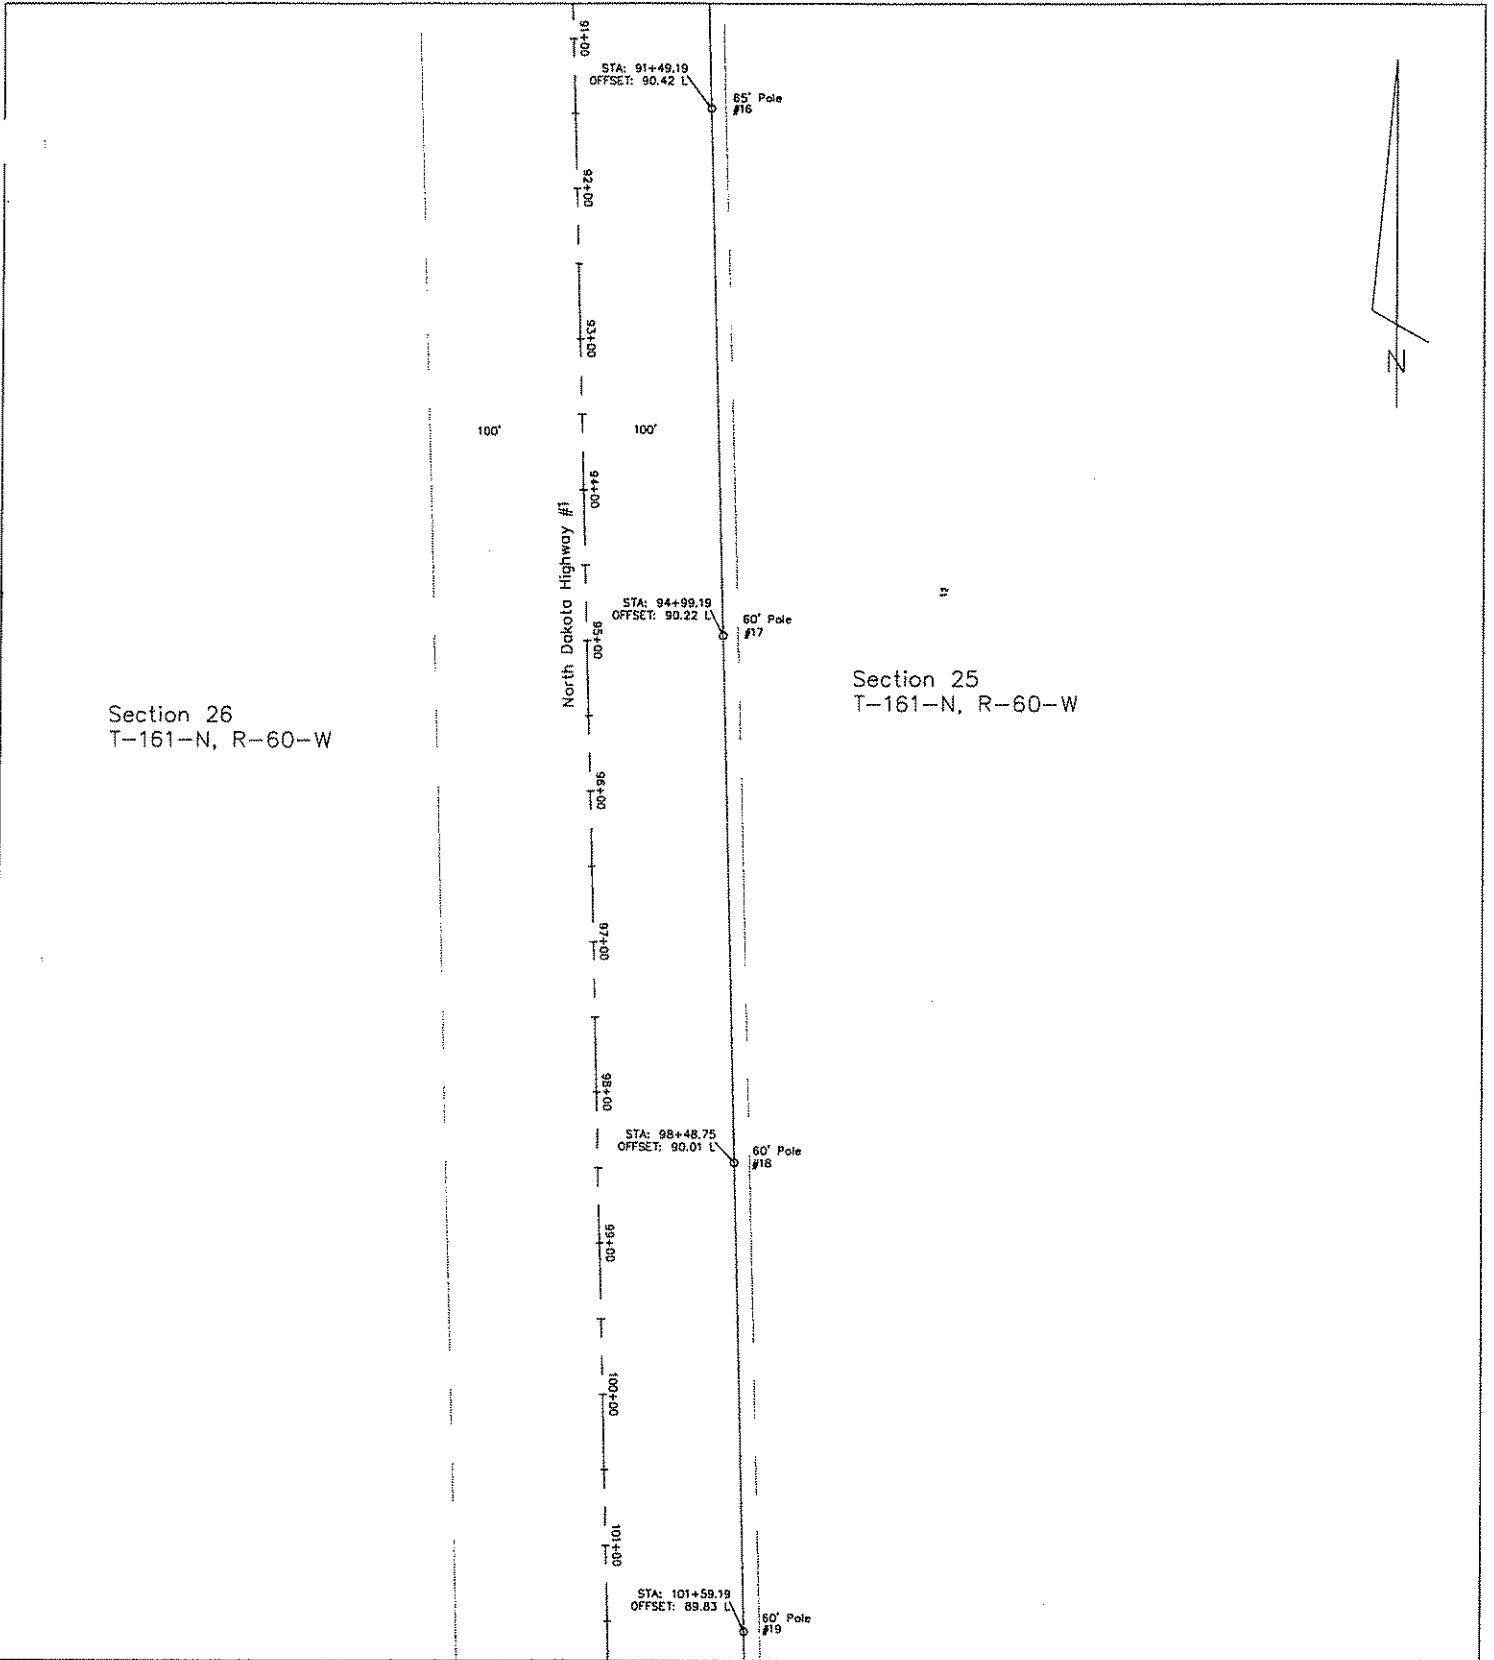 91+00
STA: 91+49.19
OFFSET: 90.42 L
65' Pole
#16
92+00
93+00
N
100'
100'
94+00
North Dakota Highway #1
STA: 94+99.19
OFFSET: 90.22 L
60' Pole
#17
95+00
Section 25
T-161-N, R-60-W
Section 26
T-161-N, R-60-W
96+00
97+00
98+00
STA: 98+48.75
OFFSET: 90.01 L
60' Pole
#18
99+00
100+00
101+00
STA: 101+59.19
OFFSET: 89.83 L
60' Pole
#19